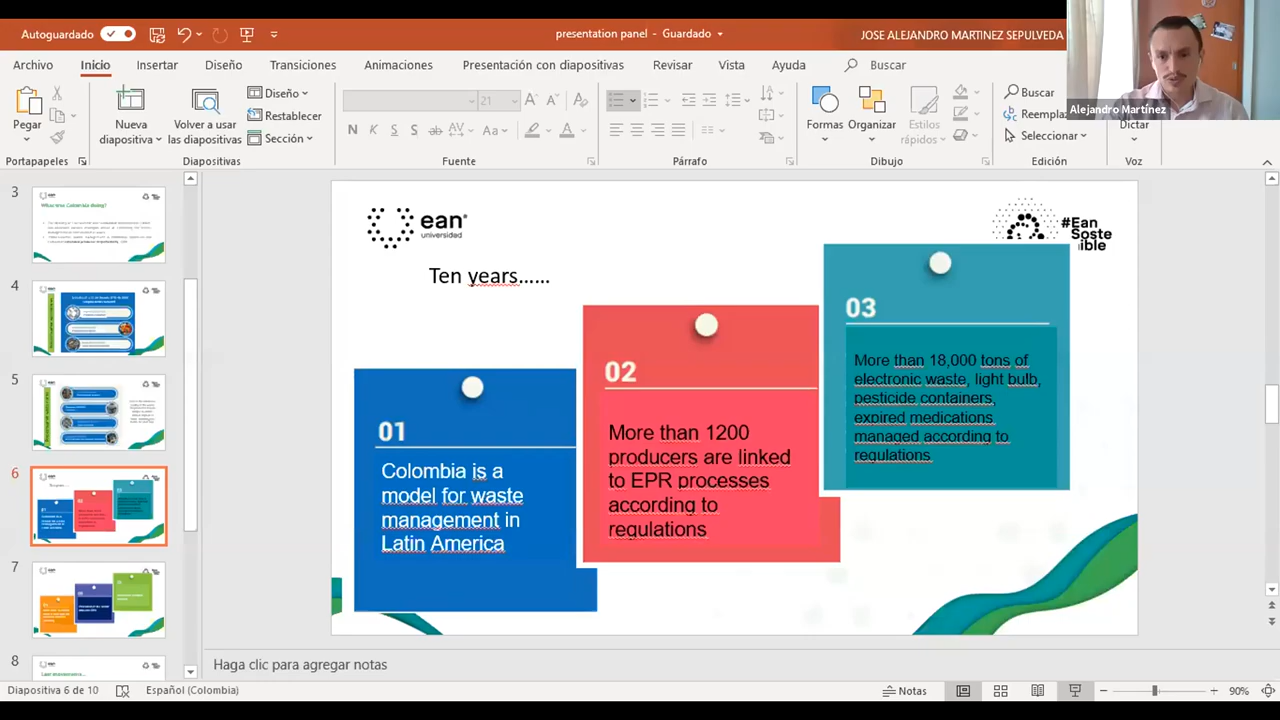 Autoguardado
presentation panel - Guardado
JOSE ALEJANDRO MARTINEZ SEPULVEDA
Archivo Inicio Insertar Diseño Transiciones Animaciones Presentación con diapositivas Revisar Vista Ayuda Buscar
Alejandro Martínez
Pegar
Nueva diapositiva
Volver a usar las diapositivas
Diseño
Restablecer
Sección
21
Formas
Organizar
Estilos rápidos
Buscar
Seleccionar
Dictar
Portapapeles Diapositivas Fuente Párrafo Dibujo Edición Voz
3
4
5
6
7
8
ean
universidad
#Ean
Soste
ible
Ten years......
01
Colombia is a
model for waste
management in
Latin America
02
More than 1200
producers are linked
to EPR processes
according to
regulations
03
More than 18,000 tons of
electronic waste, light bulb,
pesticide containers,
expired medications
managed according to
regulations
Haga clic para agregar notas
Diapositiva 6 de 10 Español (Colombia) Notas 90%